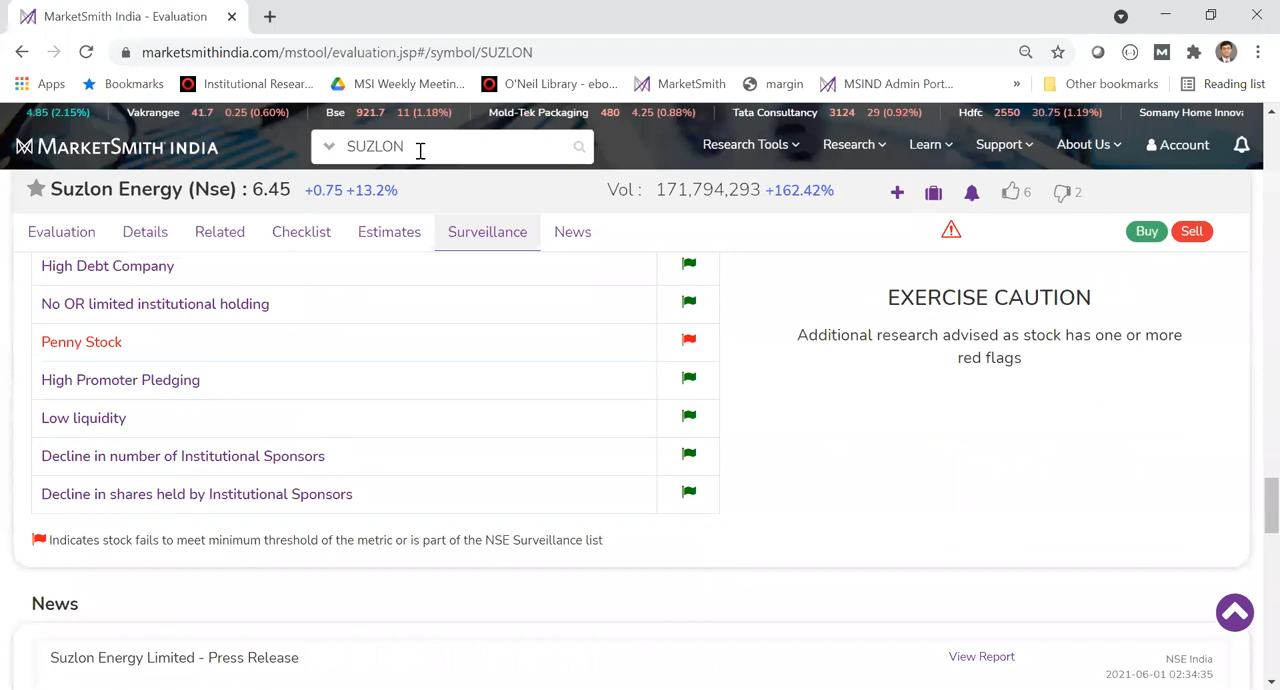 MarketSmith India - Evaluation
marketsmithindia.com/mstool/evaluation.jsp#/symbol/SUZLON
Apps Bookmarks Institutional Resear... MSI Weekly Meetin... O'Neil Library - ebo... MarketSmith margin MSIND Admin Port... » Other bookmarks Reading list
4.85 (2.15%) Vakrangee 41.7 0.25 (0.60%) Bse 921.7 11 (1.18%) Mold-Tek Packaging 480 4.25 (0.88%) Tata Consultancy 3124 29 (0.92%) Hdfc 2550 30.75 (1.19%) Somany Home Innova
MARKETSMITH INDIA SUZLON Research Tools Research Learn Support About Us Account
Suzlon Energy (Nse) : 6.45 +0.75 +13.2% Vol : 171,794,293 +162.42% 6 2
Evaluation Details Related Checklist Estimates Surveillance News Buy Sell
High Debt Company
EXERCISE CAUTION
No OR limited institutional holding
Additional research advised as stock has one or more
red flags
Penny Stock
High Promoter Pledging
Low liquidity
Decline in number of Institutional Sponsors
Decline in shares held by Institutional Sponsors
Indicates stock fails to meet minimum threshold of the metric or is part of the NSE Surveillance list
News
Suzlon Energy Limited - Press Release View Report NSE India
2021-06-01 02:34:35